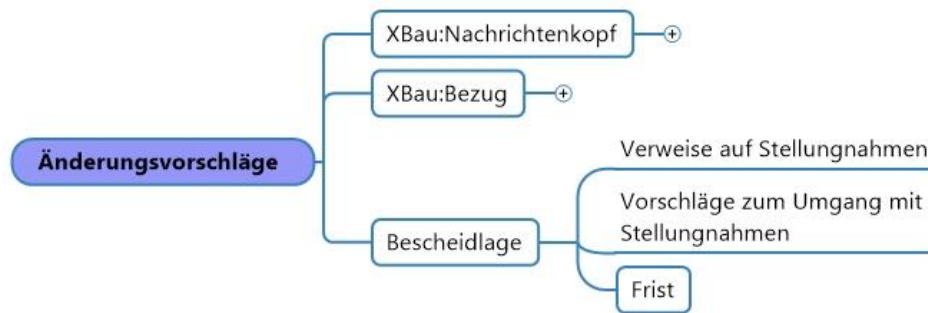 XBau:Nachrichtenkopf
XBau:Bezug
Änderungsvorschläge
Verweise auf Stellungnahmen
Vorschläge zum Umgang mit
Stellungnahmen
Bescheidlage
Frist